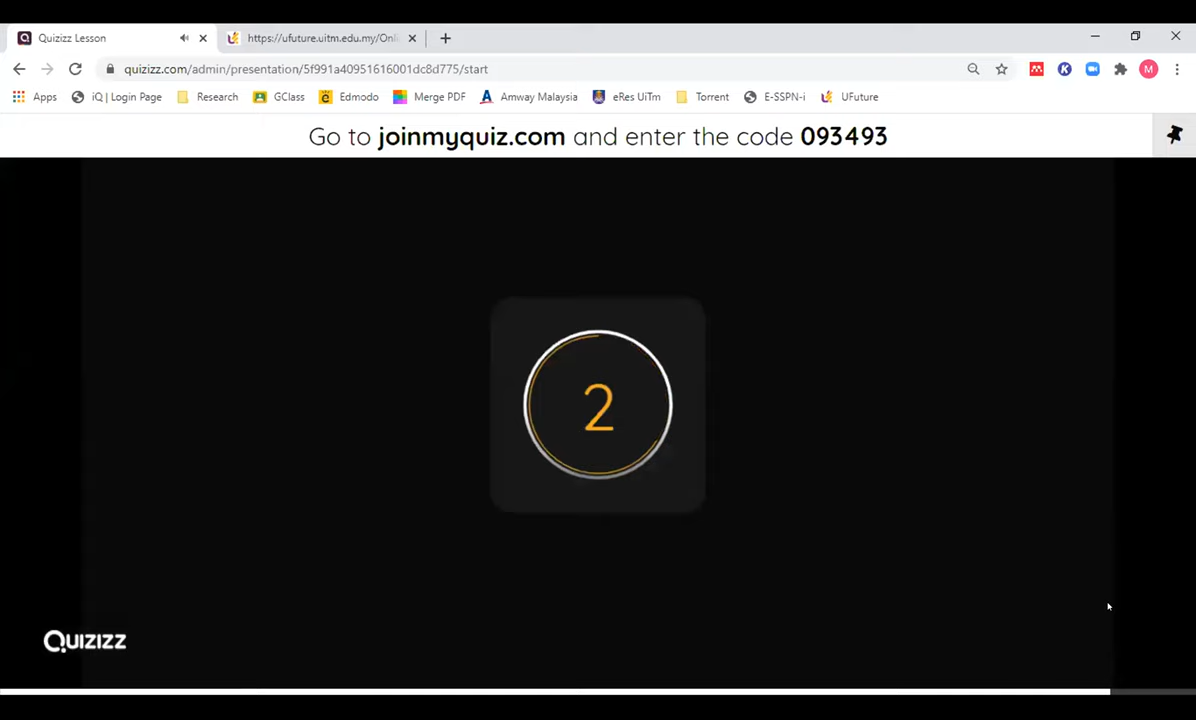 Quizizz Lesson
https://ufuture.uitm.edu.my/Onli
quizizz.com/admin/presentation/5f991a40951616001dc8d775/start
M
Apps iQ | Login Page Research GClass Edmodo Merge PDF Amway Malaysia eRes UiTm Torrent E-SSPN-i UFuture
Go to joinmyquiz.com and enter the code 093493
2
QUIZIZZ